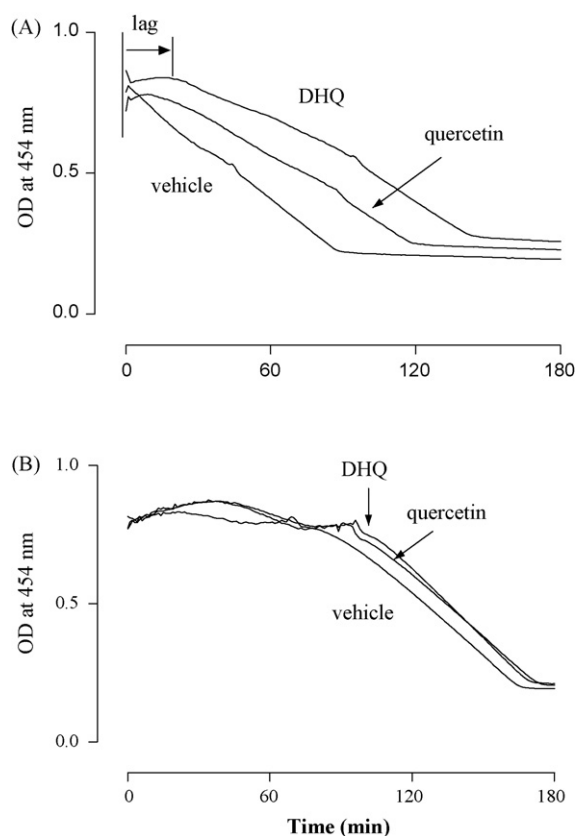 (A)
1.0
lag
DHQ
quercetin
OD at 454 nm
0.5
vehicle
0.0
0 60 120 180
(B)
1.0
DHQ
quercetin
OD at 454 nm
0.5
vehicle
0.0
0 60 120 180
Time (min)